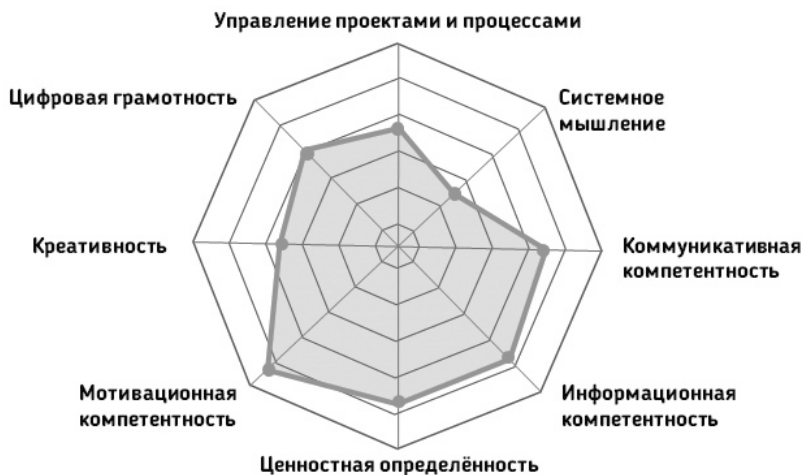 Управление проектами и процессами
Цифровая грамотность
Системное
мышление
Креативность
Коммуникативная
компетентность
Мотивационная
компетентность
Информационная
компетентность
Ценностная определённость